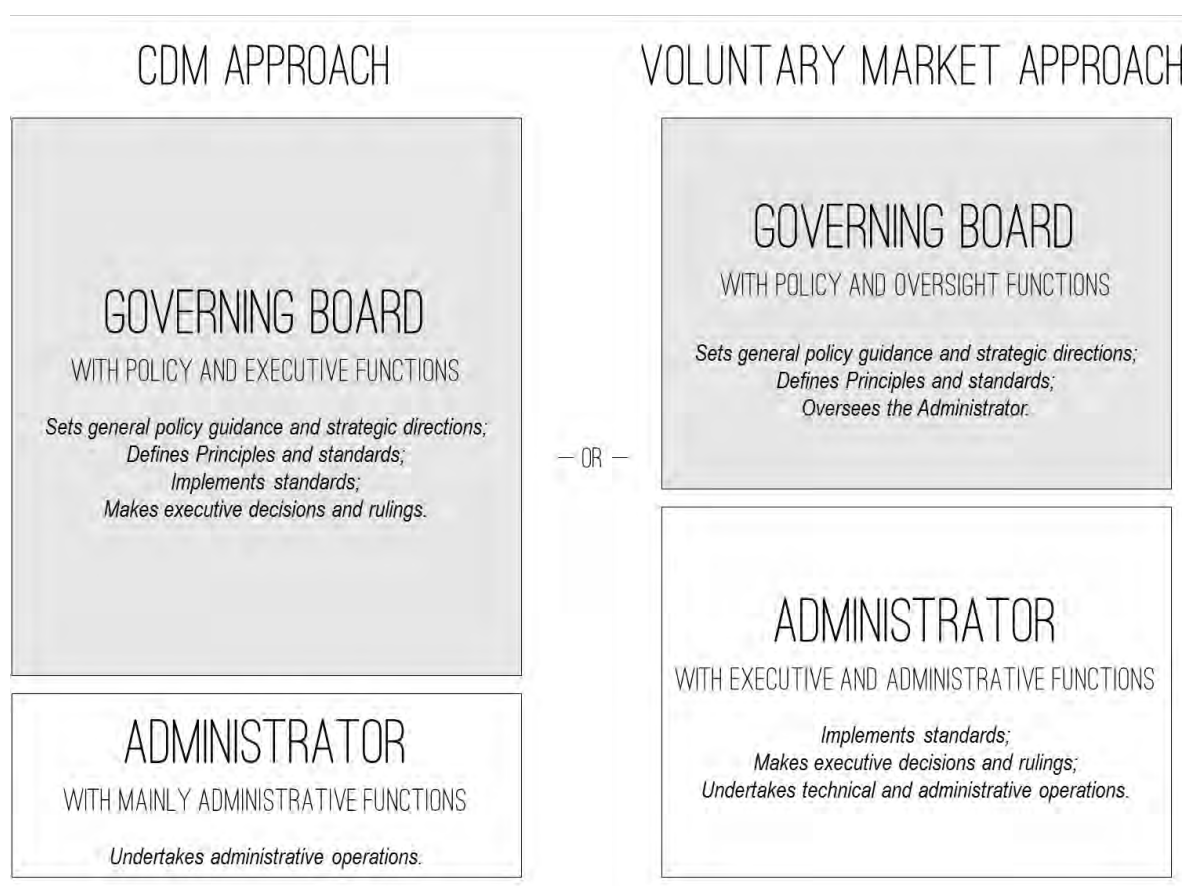 CDM APPROACH
GOVERNING BOARD
WITH POLICY AND EXECUTIVE FUNCTIONS
Sets general policy guidance and strategic directions;
Defines Principles and standards;
Implements standards;
Makes executive decisions and rulings.
ADMINISTRATOR
WITH MAINLY ADMINISTRATIVE FUNCTIONS
Undertakes administrative operations.
— OR —
VOLUNTARY MARKET APPROACH
GOVERNING BOARD
WITH POLICY AND OVERSIGHT FUNCTIONS
Sets general policy guidance and strategic directions;
Defines Principles and standards;
Oversees the Administrator.
ADMINISTRATOR
WITH EXECUTIVE AND ADMINISTRATIVE FUNCTIONS
Implements standards;
Makes executive decisions and rulings;
Undertakes technical and administrative operations.